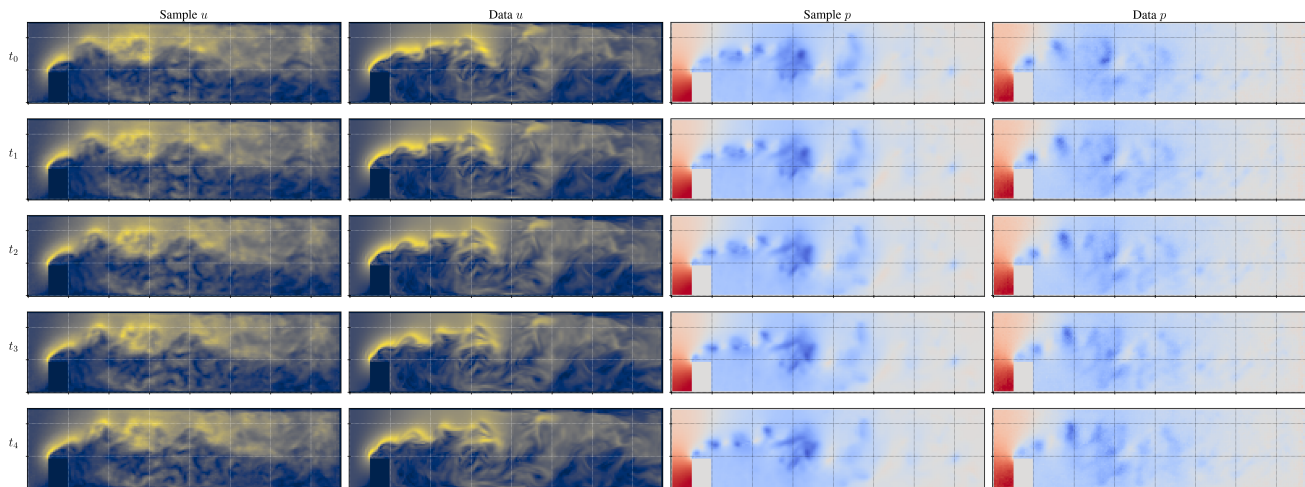 Sample u
Data u
Sample p
Data p
t₀
t₁
t₂
t₃
t₄